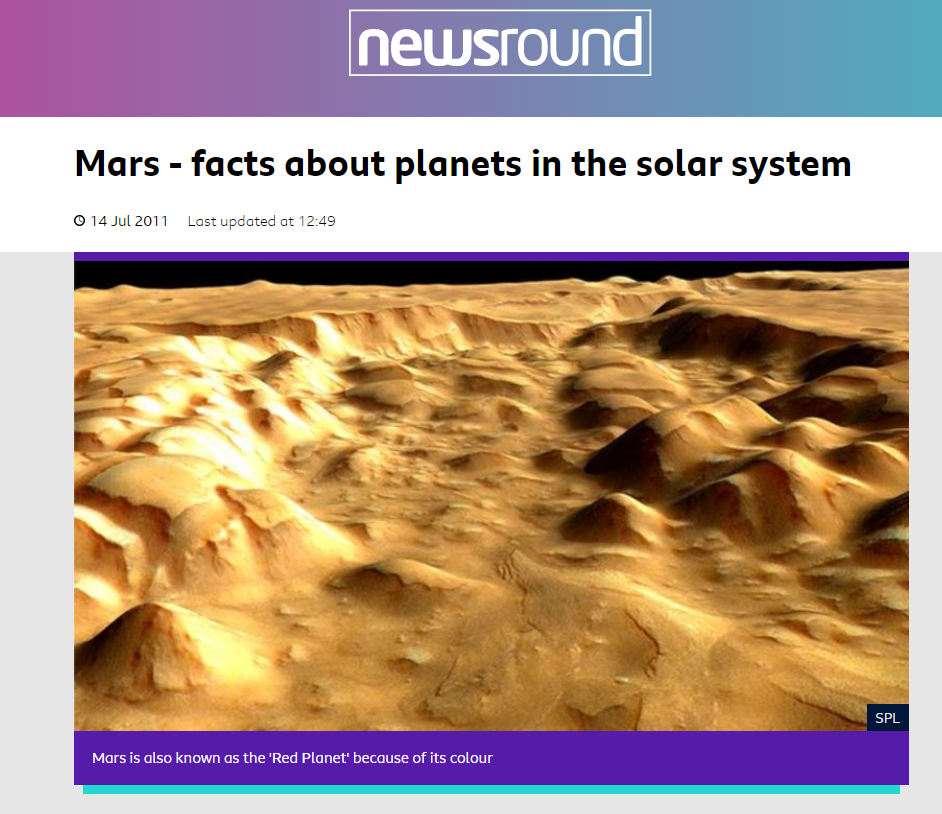 newsround
Mars - facts about planets in the solar system
14 Jul 2011 Last updated at 12:49
SPL
Mars is also known as the 'Red Planet' because of its colour